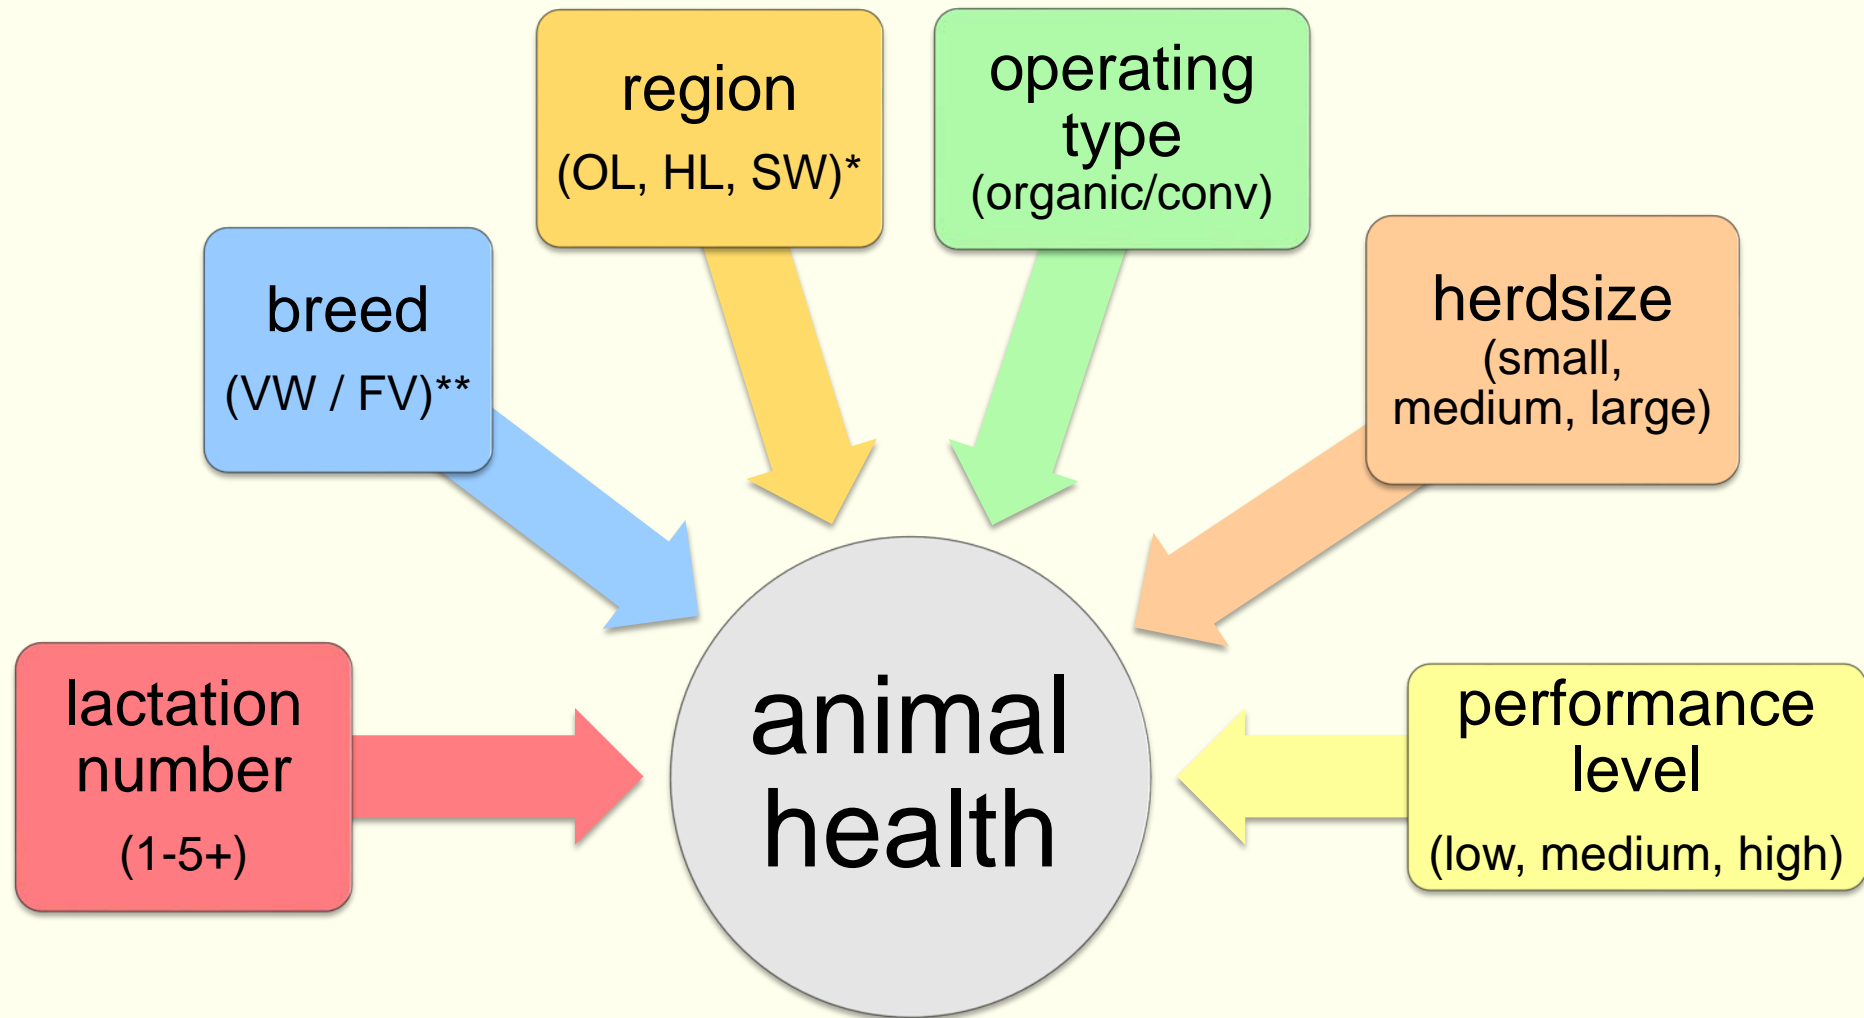 region
(OL, HL, SW)*
operating
type
(organic/conv)
breed
(VW / FV)**
herdsize
(small,
medium, large)
lactation
number
(1-5+)
animal
health
performance
level
(low, medium, high)